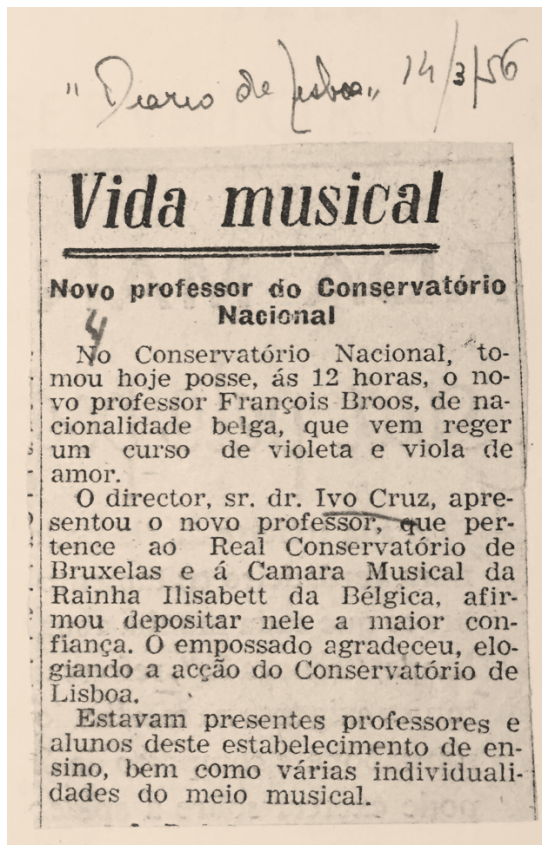 "Diario de Lisboa" 14/3/56
Vida musical
Novo professor do Conservatório
Nacional
4
No Conservatório Nacional, to-
mou hoje posse, ás 12 horas, o no-
vo professor François Broos, de na-
cionalidade belga, que vem reger
um curso de violeta e viola de
amor.
O director, sr. dr. Ivo Cruz, apre-
sentou o novo professor, que per-
tence ao Real Conservatório de
Bruxelas e á Camara Musical da
Rainha Ilisabett da Bélgica, afir-
mou depositar nele a maior con-
fiança. O empossado agradeceu, elo-
giando a acção do Conservatório de
Lisboa.
Estavam presentes professores e
alunos deste estabelecimento de en-
sino, bem como várias individuali-
dades do meio musical.